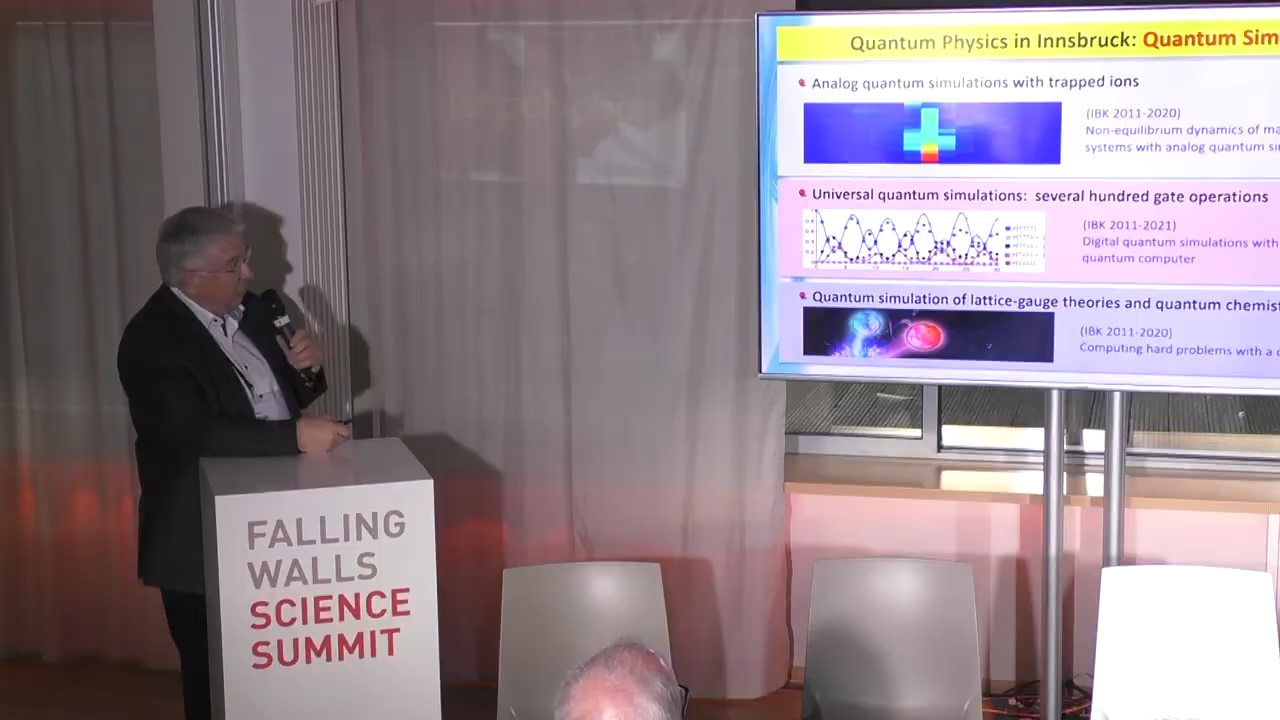 Quantum Physics in Innsbruck: Quantum Sim
Analog quantum simulations with trapped ions
(IBK 2011-2020)
Non-equilibrium dynamics of ma
systems with analog quantum si
Universal quantum simulations: several hundred gate operations
(IBK 2011-2021)
Digital quantum simulations with
quantum computer
Quantum simulation of lattice-gauge theories and quantum chemist
(IBK 2011-2020)
Computing hard problems with a
FALLING
WALLS
SCIENCE
SUMMIT